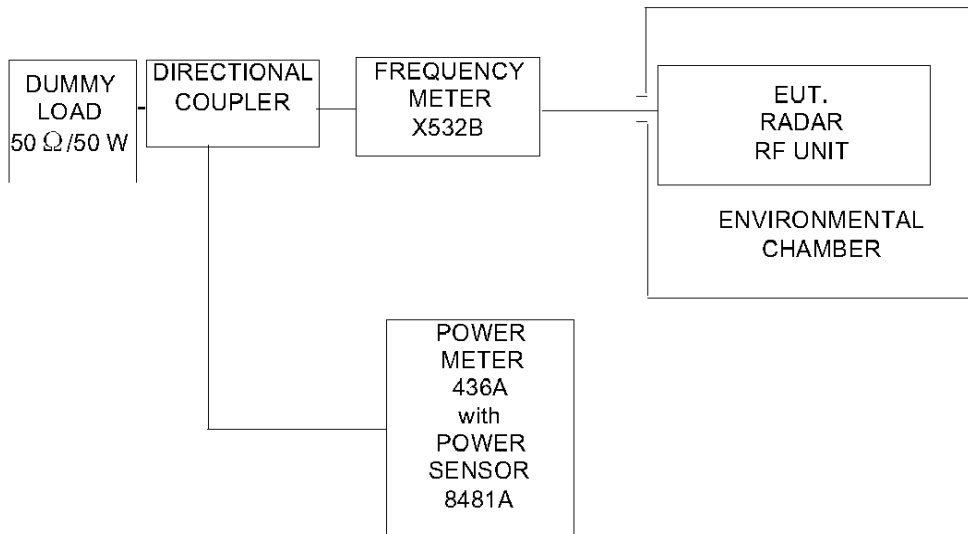 DUMMY
LOAD
50 Ω/50 W
DIRECTIONAL
COUPLER
FREQUENCY
METER
X532B
EUT.
RADAR
RF UNIT
ENVIRONMENTAL
CHAMBER
POWER
METER
436A
with
POWER
SENSOR
8481A